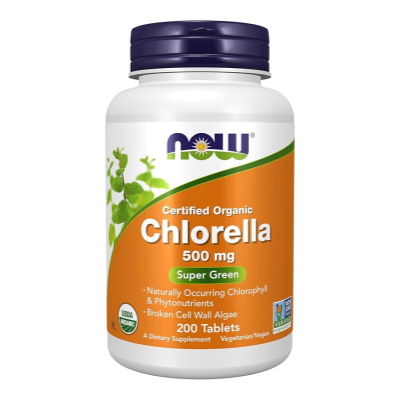 now®
Certified Organic
Chlorella
500 mg
Super Green
• Naturally Occurring Chlorophyll
& Phytonutrients
• Broken Cell Wall Algae
USDA
ORGANIC
200 Tablets
A Dietary Supplement Vegetarian/Vegan